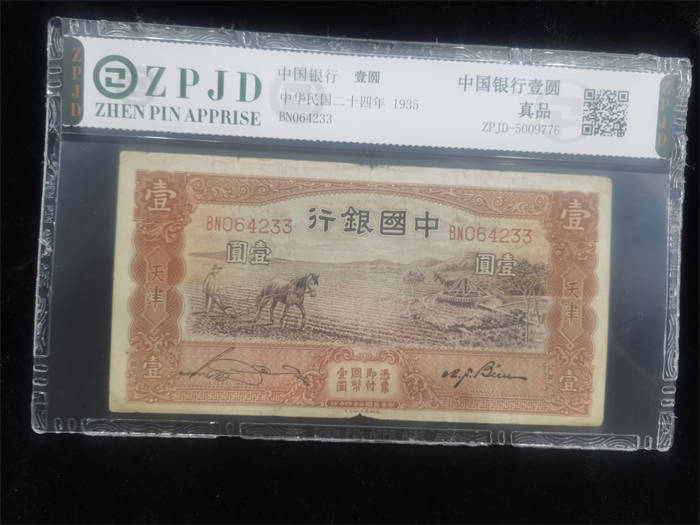 ZPJD
ZPJD
ZHEN PIN APPRISE
中国银行 壹圆
中华民国二十四年 1935
BN064233
中国银行壹圆
真品
ZPJD-5009776
ZPJD
壹
壹
行銀國中
BN064233
BN064233
圓壹
圓壹
天津
天津
憑票
即付
國幣
壹圓
壹
壹